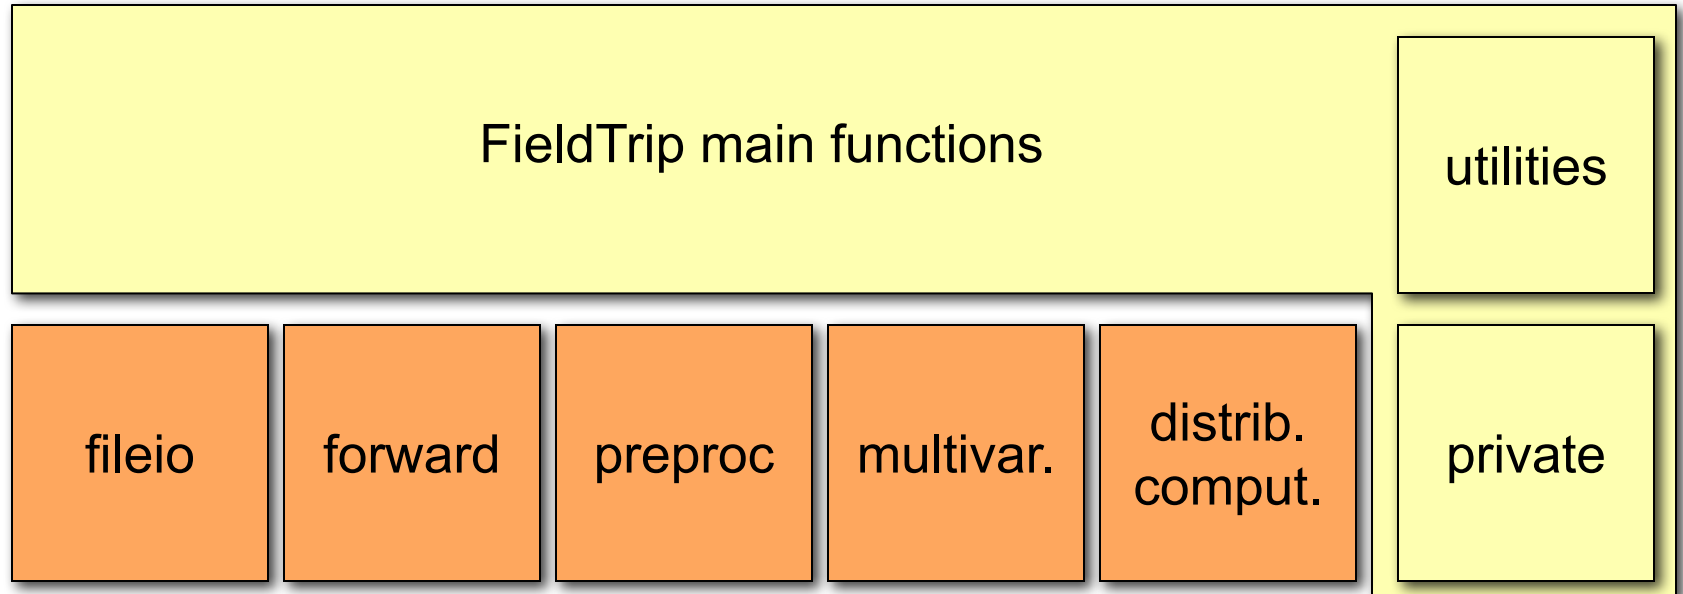 FieldTrip main functions
utilities
fileio
forward
preproc
multivar.
distrib.
comput.
private